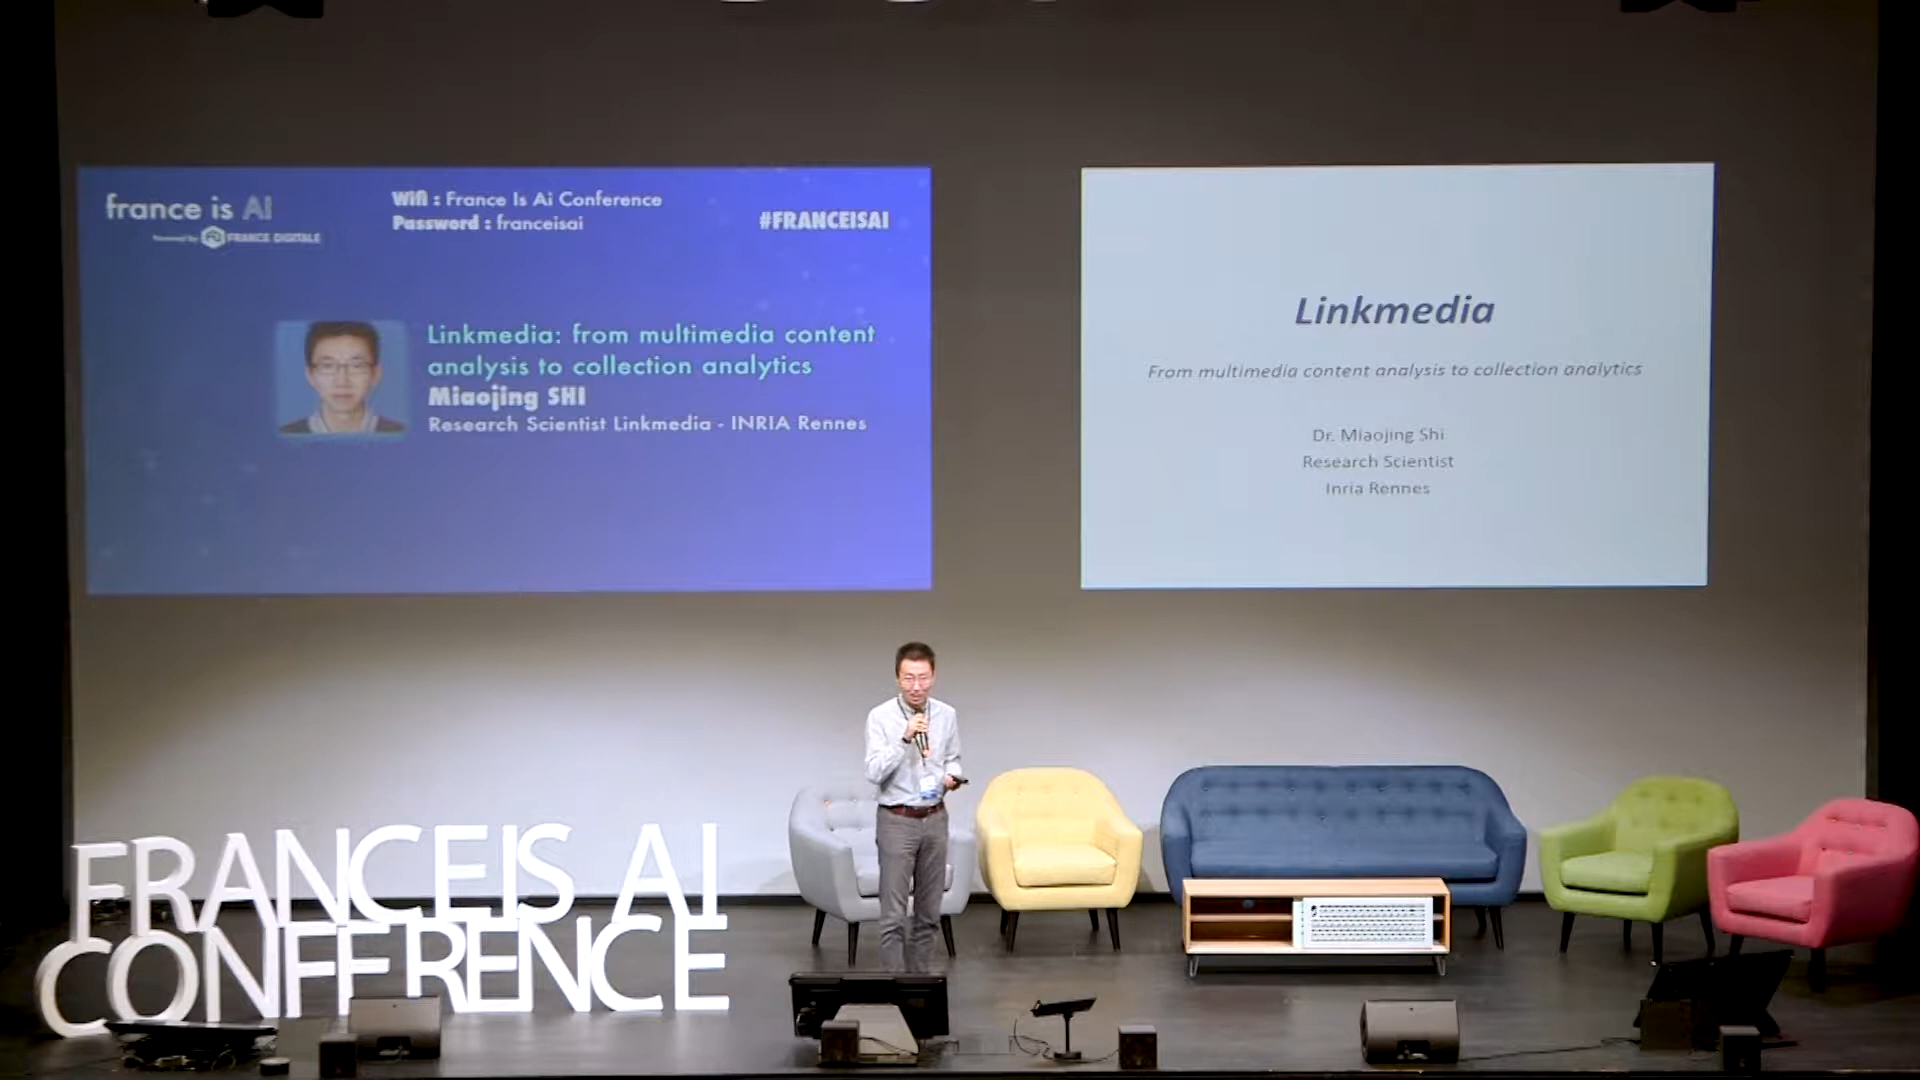 france is AI
Powered by FRANCE DIGITALE
Wifi : France Is Ai Conference
Password : franceisai
#FRANCEISAI
Linkmedia: from multimedia content
analysis to collection analytics
Miaojing SHI
Research Scientist Linkmedia - INRIA Rennes
Linkmedia
From multimedia content analysis to collection analytics
Dr. Miaojing Shi
Research Scientist
Inria Rennes
FRANCEIS AI
CONFERENCE